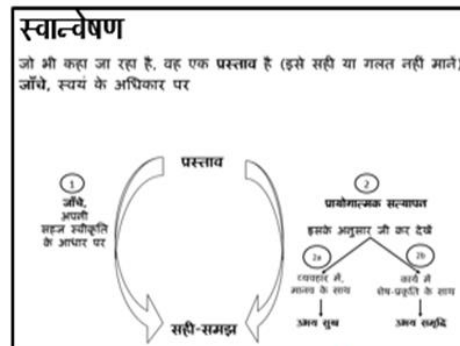 स्वान्वेषण
जो भी कहा जा रहा है, वह एक प्रस्ताव है (इसे सही या गलत नहीं मानें)
जाँचे, स्वयं के अधिकार पर
प्रस्ताव
1
जाँचे,
अपनी
सहज स्वीकृति
के आधार पर
2
प्रायोगात्मक सत्यापन
इसके अनुसार जी कर देखें
2a
व्यवहार में,
मानव के साथ
उभय सुख
2b
कार्य में
शेष-प्रकृति के साथ
उभय समृद्धि
सही-समझ